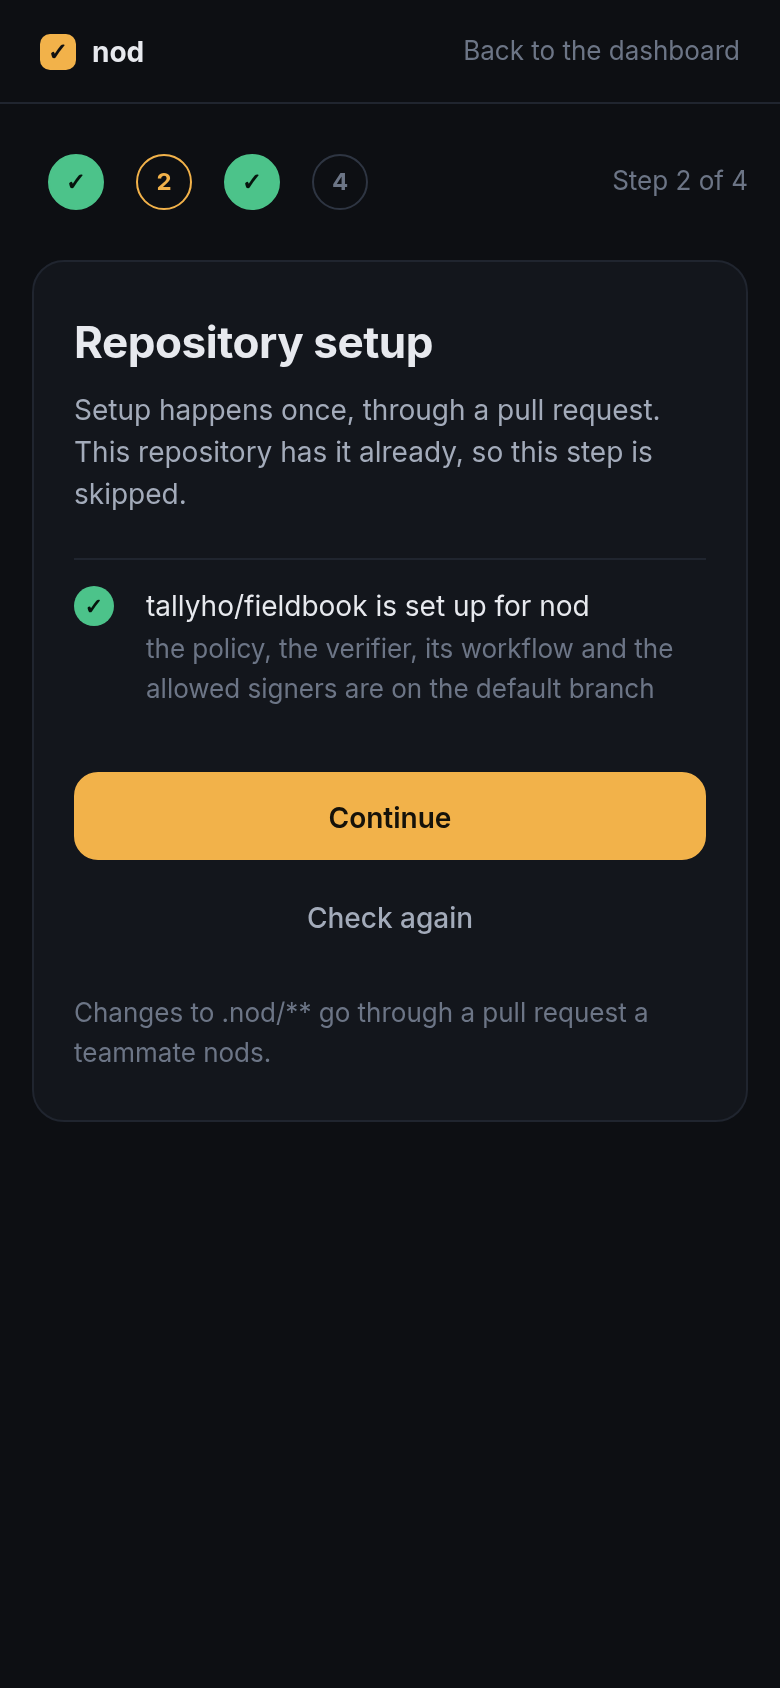 ✓ nod
Back to the dashboard
✓ 2 ✓ 4
Step 2 of 4
Repository setup
Setup happens once, through a pull request.
This repository has it already, so this step is
skipped.
✓ tallyho/fieldbook is set up for nod
the policy, the verifier, its workflow and the
allowed signers are on the default branch
Continue
Check again
Changes to .nod/** go through a pull request a
teammate nods.